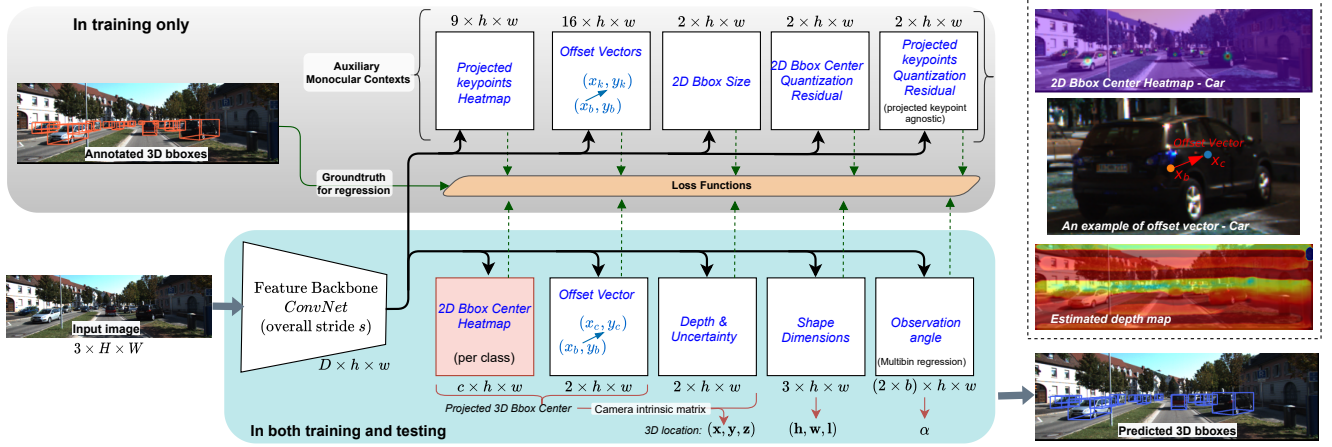 In training only
Auxiliary
Monocular Contexts
9 × h × w
16 × h × w
2 × h × w
2 × h × w
2 × h × w
Projected
keypoints
Heatmap
Offset Vectors
(x_k, y_k)
(x_b, y_b)
2D Bbox Size
2D Bbox Center
Quantization
Residual
Projected
keypoints
Quantization
Residual
(projected keypoint
agnostic)
Annotated 3D bboxes
Groundtruth
for regression
Loss Functions
Input image
3 × H × W
Feature Backbone
ConvNet
(overall stride s)
D × h × w
2D Bbox Center
Heatmap
(per class)
Offset Vector
(x_c, y_c)
(x_b, y_b)
Depth &
Uncertainty
Shape
Dimensions
Observation
angle
(Multibin regression)
c × h × w
2 × h × w
2 × h × w
3 × h × w
(2 × b) × h × w
Projected 3D Bbox Center
Camera intrinsic matrix
3D location: (x, y, z)
(h, w, l)
α
In both training and testing
2D Bbox Center Heatmap - Car
Offset Vector
X_c
X_b
An example of offset vector - Car
Estimated depth map
Predicted 3D bboxes